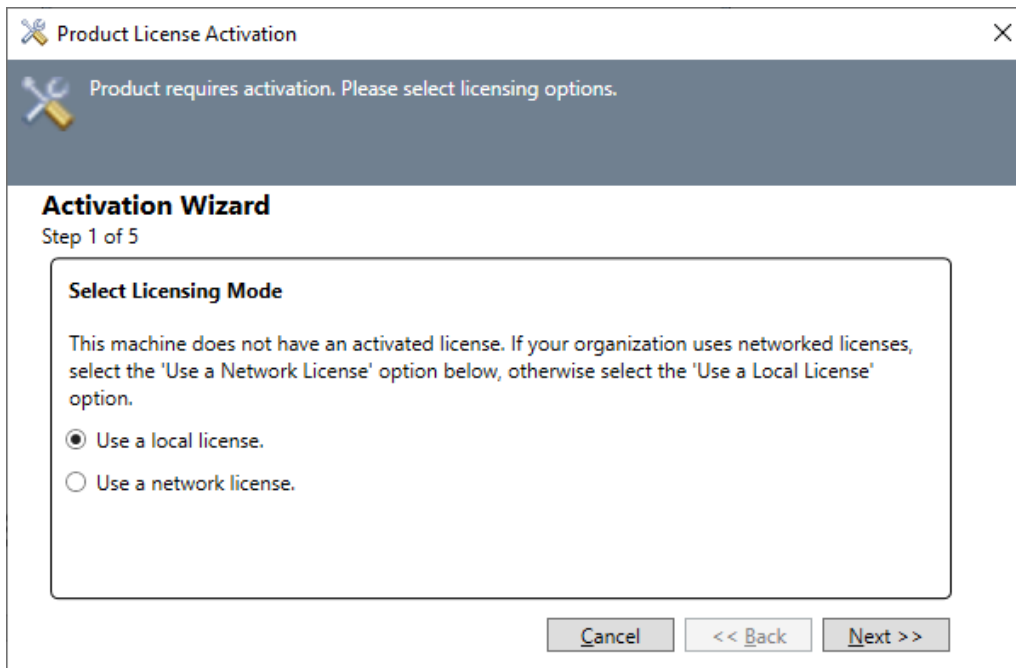 Product License Activation
Product requires activation. Please select licensing options.
Activation Wizard
Step 1 of 5
Select Licensing Mode
This machine does not have an activated license. If your organization uses networked licenses,
select the 'Use a Network License' option below, otherwise select the 'Use a Local License'
option.
Use a local license.
Use a network license.
Cancel
<< Back
Next >>